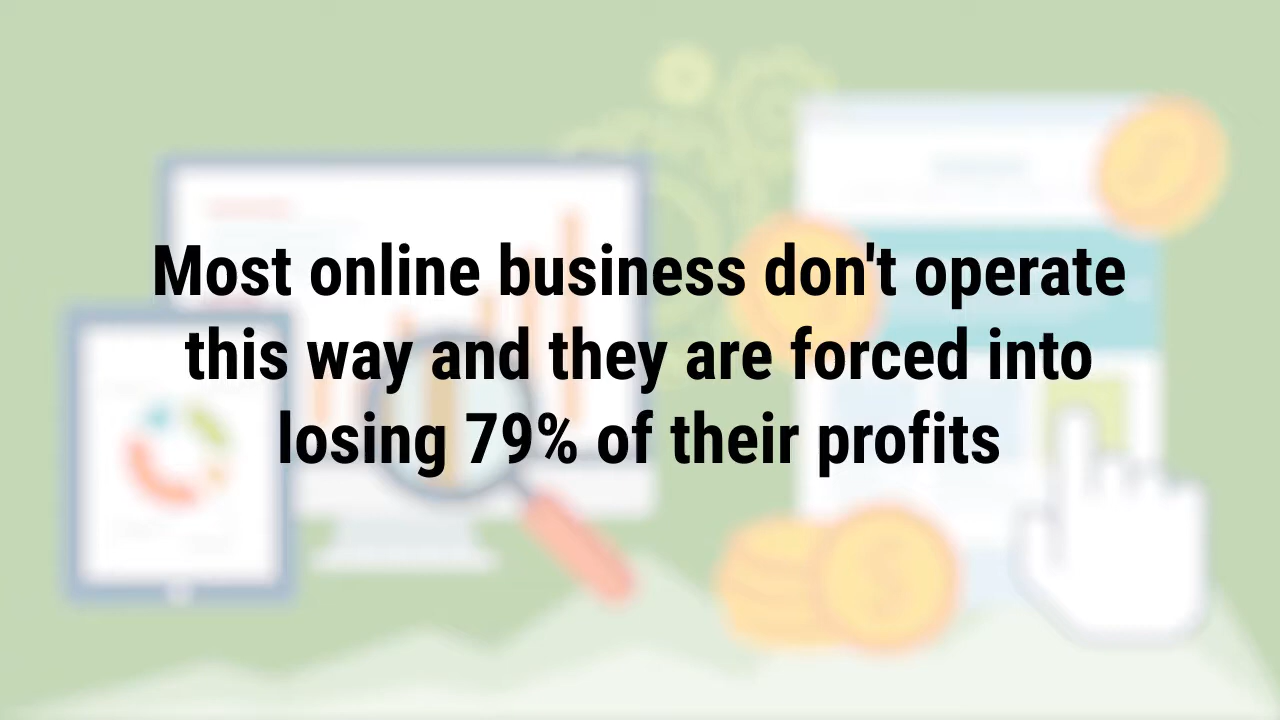 Most online business don't operate
this way and they are forced into
losing 79% of their profits